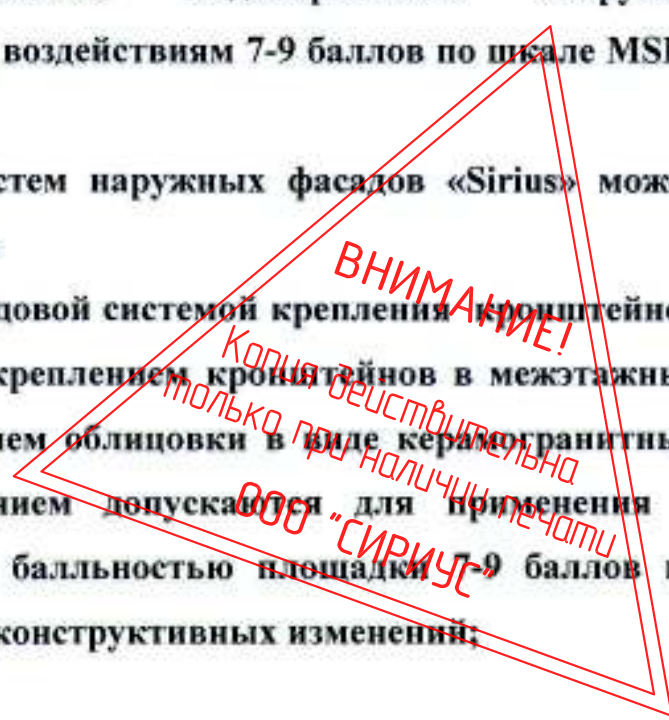 воздействиям 7-9 баллов по шкале
стем наружных фасадов «Sirius» мож
довой системой крепления кронштейно
креплением кронштейнов в межэтажны
ем облицовки в виде керамогранитны
нием допускаются для применения
балльностью площадки 7-9 баллов
конструктивных изменений;
ВНИМАНИЕ!
Копия действительна
только при наличии печати
ООО "СИРИУС"